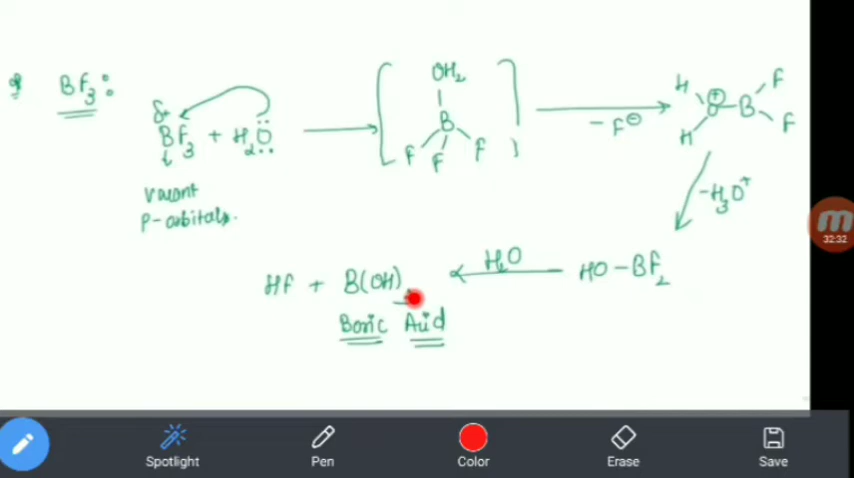 BF3:
δ+
BF3 + H2O
OH2
B
F F F
- F⊖
H
H
⊕
O-B
F
F
Vacant
P-orbitals.
-H3O+
HF + B(OH)
H2O
HO-BF2
Boric Acid
32:32
Spotlight Pen Color Erase Save